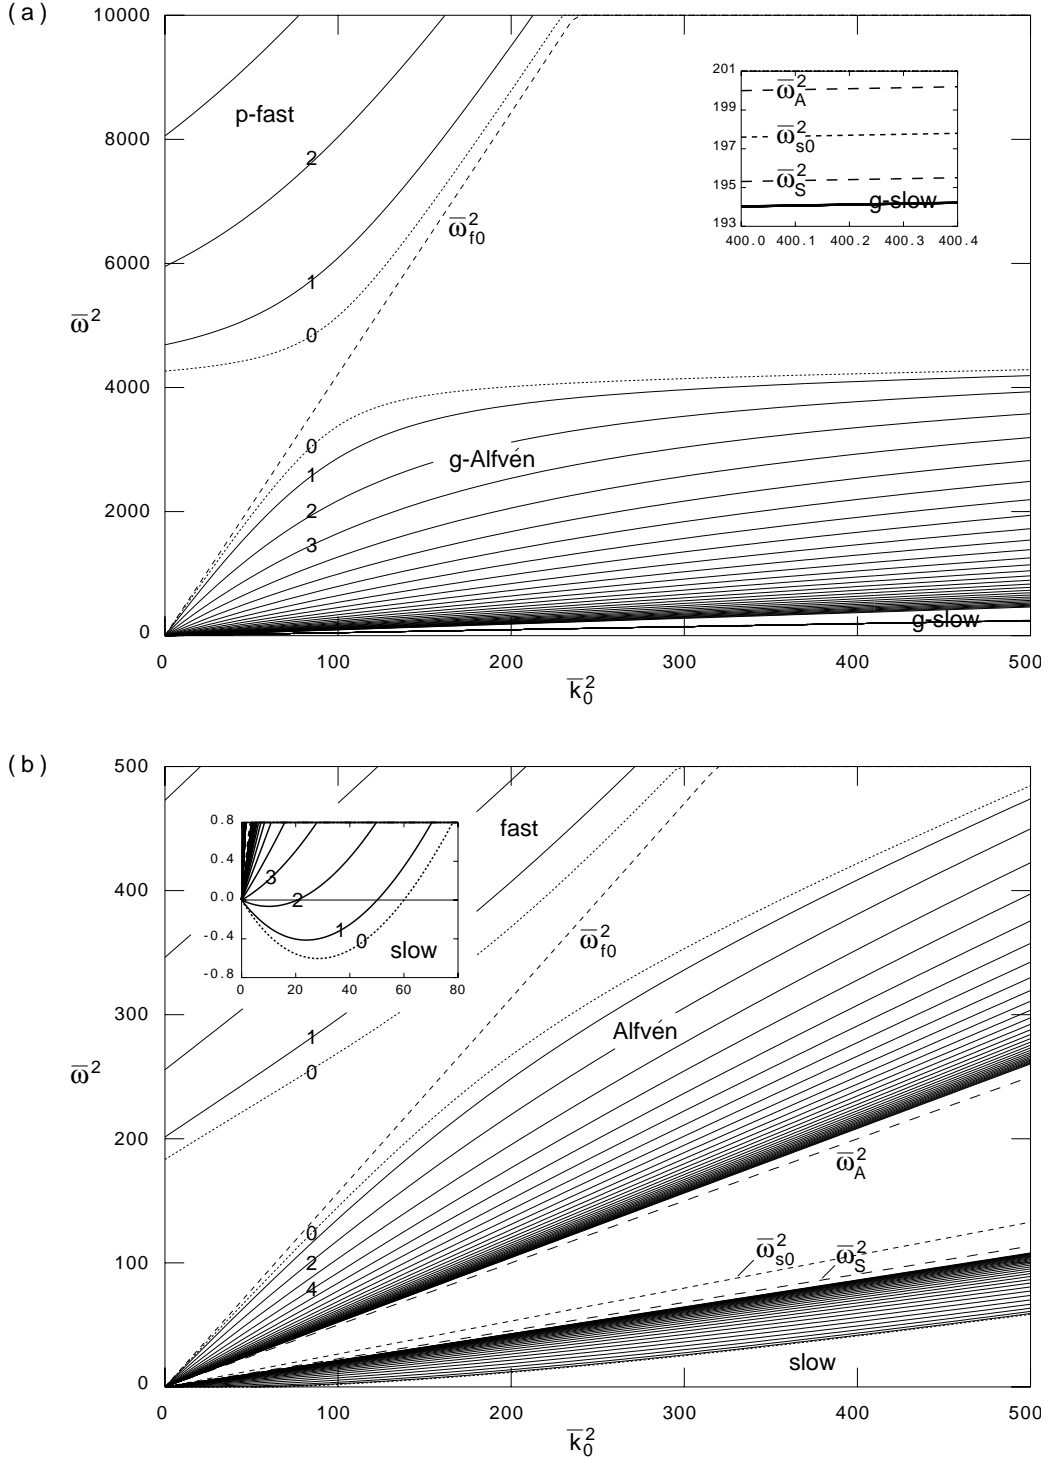 (a)
10000
8000
6000
4000
2000
0
ω̅²
p-fast
2
1
0
ω̅²f0
0
1
2
3
g-Alfvén
g-slow
201
199
197
195
193
ω̅²A
ω̅²s0
ω̅²S
g-slow
400.0 400.1 400.2 400.3 400.4
0 100 200 300 400 500
k̅²0
(b)
500
400
300
200
100
0
ω̅²
fast
0.8
0.4
0.0
-0.4
-0.8
3
2
1
0
slow
0 20 40 60 80
ω̅²f0
1
0
Alfvén
0
2
4
ω̅²A
ω̅²s0
ω̅²S
slow
0 100 200 300 400 500
k̅²0